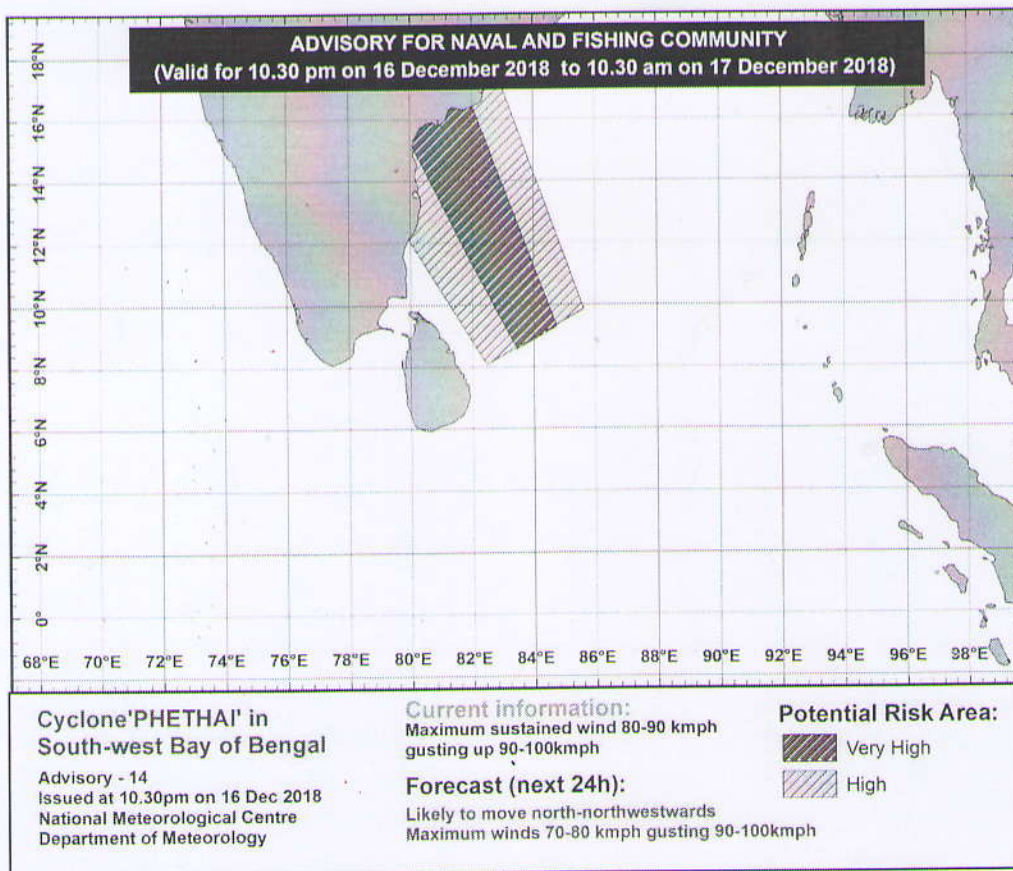 ADVISORY FOR NAVAL AND FISHING COMMUNITY
(Valid for 10.30 pm on 16 December 2018 to 10.30 am on 17 December 2018)
18°N
16°N
14°N
12°N
10°N
8°N
6°N
4°N
2°N
0°
68°E 70°E 72°E 74°E 76°E 78°E 80°E 82°E 84°E 86°E 88°E 90°E 92°E 94°E 96°E 98°E
Cyclone'PHETHAI' in
South-west Bay of Bengal
Advisory - 14
Issued at 10.30pm on 16 Dec 2018
National Meteorological Centre
Department of Meteorology
Current information:
Maximum sustained wind 80-90 kmph
gusting up 90-100kmph
Forecast (next 24h):
Likely to move north-northwestwards
Maximum winds 70-80 kmph gusting 90-100kmph
Potential Risk Area:
Very High
High